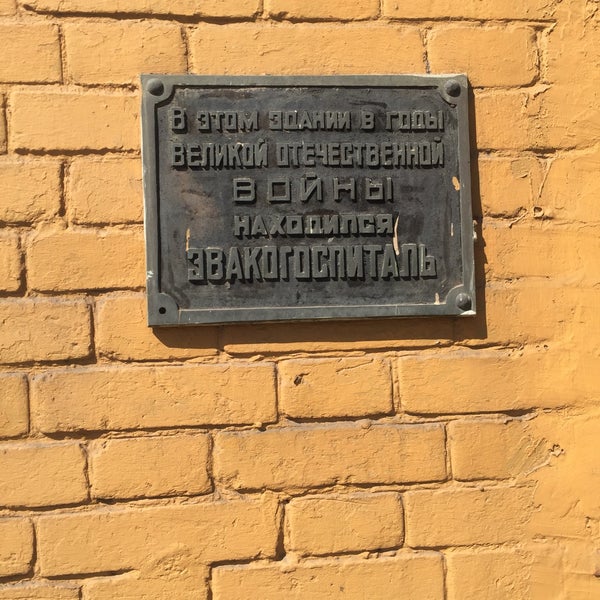 В ЭТОМ ЗДАНИИ В ГОДЫ
ВЕЛИКОЙ ОТЕЧЕСТВЕННОЙ
ВОЙНЫ
НАХОДИЛСЯ
ЭВАКОГОСПИТАЛЬ